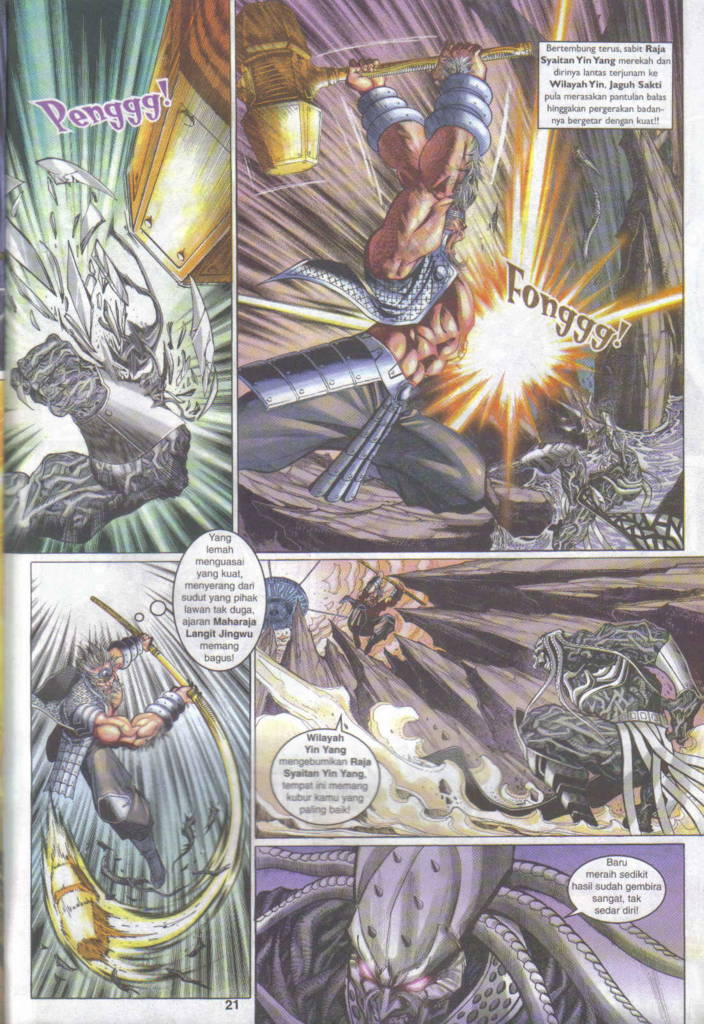 Penggg!
Bertembung terus, sabit Raja
Syaitan Yin Yang merekah dan
dirinya lantas terjunam ke
Wilayah Yin, Jaguh Sakti
pula merasakan pantulan balas
hinggakan pergerakan badan-
nya bergetar dengan kuat!!
Fonggg!
Yang
lemah
menguasai
yang kuat,
menyerang dari
sudut yang pihak
lawan tak duga,
ajaran Maharaja
Langit Jingwu
memang
bagus!
Wilayah
Yin Yang
mengebumikan Raja
Syaitan Yin Yang,
tempat ini memang
kubur kamu yang
paling baik!
Baru
meraih sedikit
hasil sudah gembira
sangat, tak
sedar diri!
21